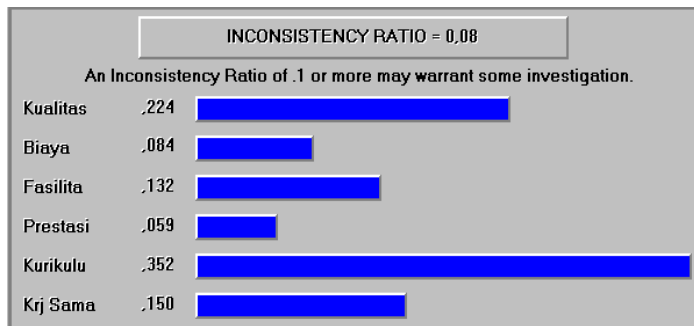 INCONSISTENCY RATIO = 0,08
An Inconsistency Ratio of .1 or more may warrant some investigation.
Kualitas ,224
Biaya ,084
Fasilita ,132
Prestasi ,059
Kurikulu ,352
Krj Sama ,150